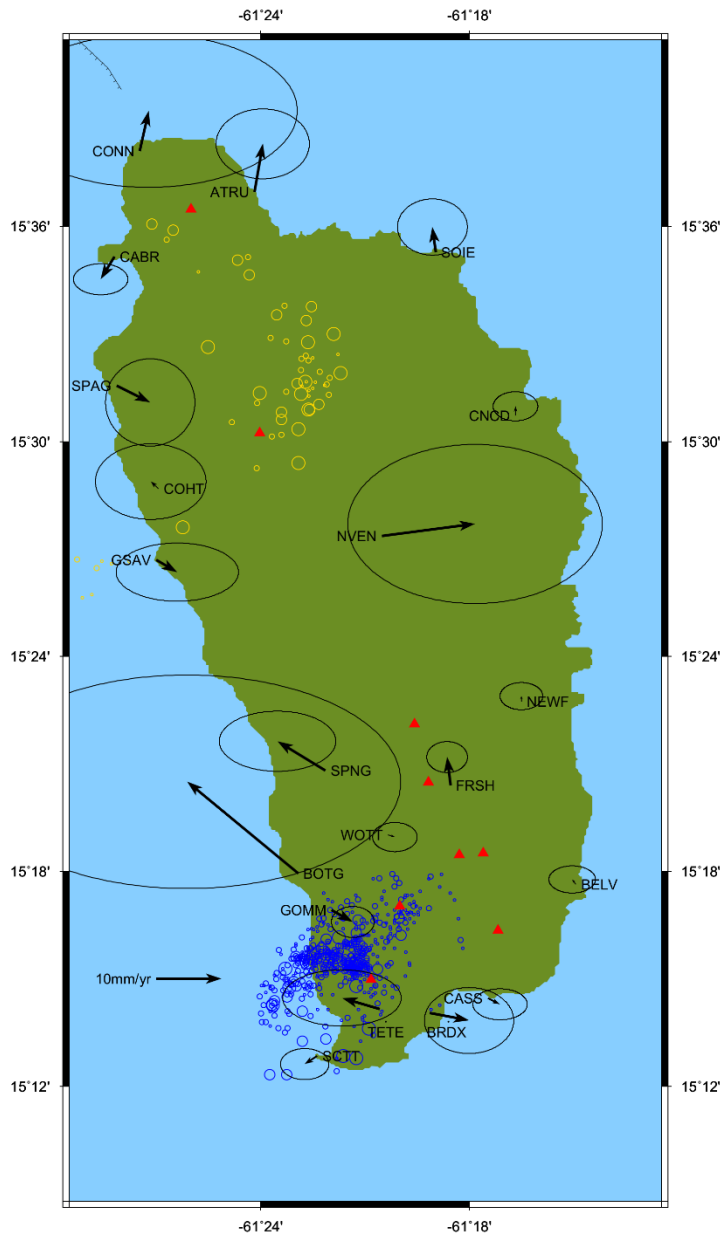 -61˚24' -61˚18'
CONN
ATRU
15˚36' 15˚36'
SOIE
CABR
SPAG
CNCD
15˚30' 15˚30'
COHT
NVEN
GSAV
15˚24' 15˚24'
NEWF
SPNG
FRSH
WOTT
15˚18' 15˚18'
BOTG
BELV
GOMM
10mm/yr
CASS
TETE BRDX
SCTT
15˚12' 15˚12'
-61˚24' -61˚18'